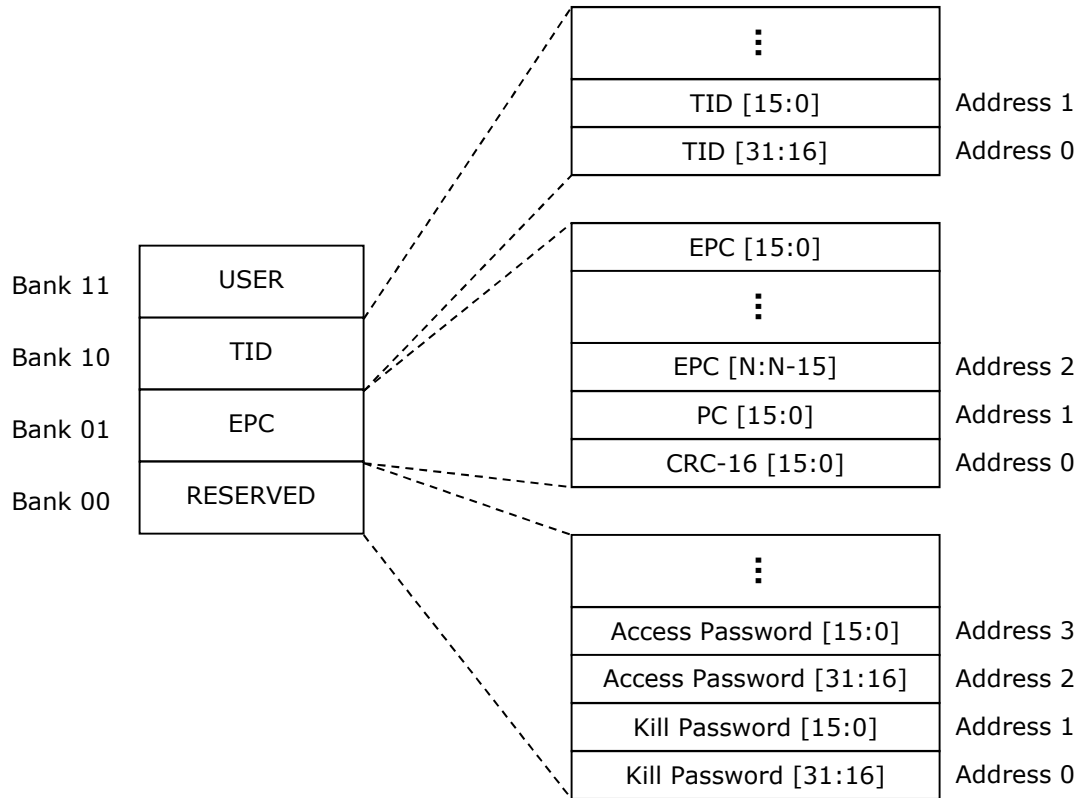 ⋮
TID [15:0] Address 1
TID [31:16] Address 0
Bank 11 USER
Bank 10 TID
Bank 01 EPC
Bank 00 RESERVED
EPC [15:0]
⋮
EPC [N:N-15] Address 2
PC [15:0] Address 1
CRC-16 [15:0] Address 0
⋮
Access Password [15:0] Address 3
Access Password [31:16] Address 2
Kill Password [15:0] Address 1
Kill Password [31:16] Address 0